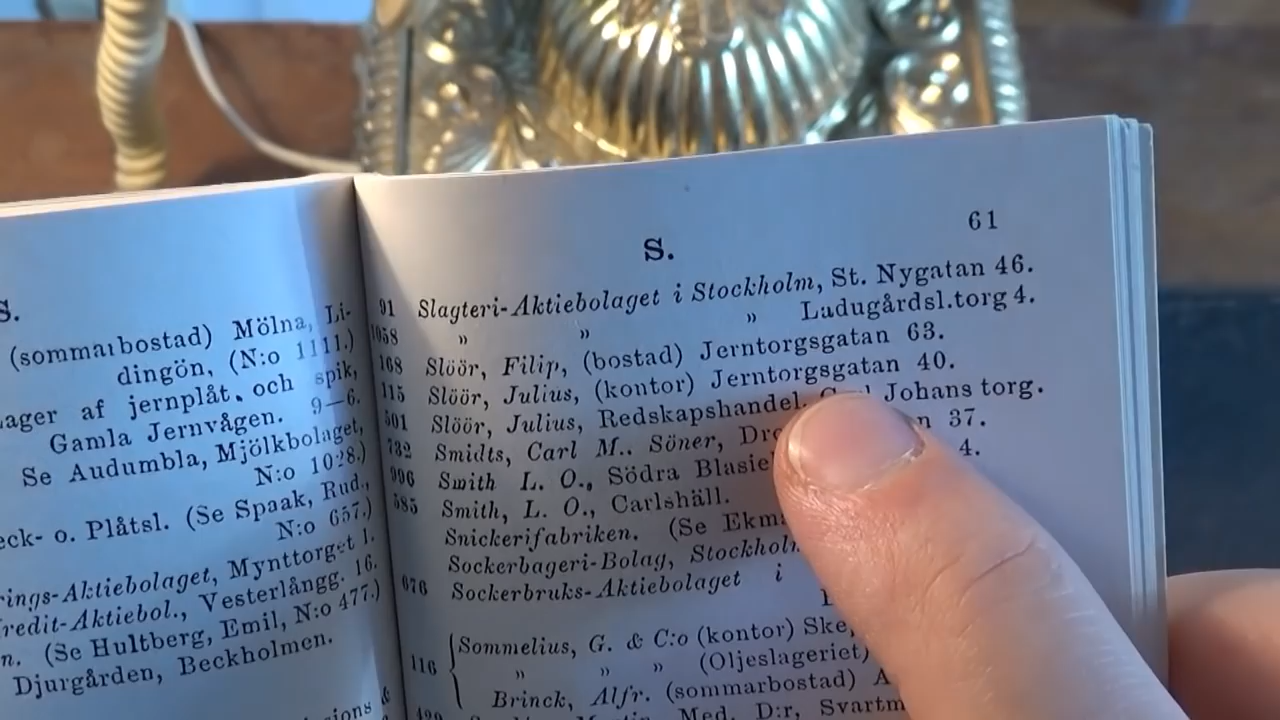 S.
(sommarbostad) Mölna, Li-
dingön, (N:o 1111.)
ager af jernplåt, och spik,
Gamla Jernvågen. 9—6.
Se Audumbla, Mjölkbolaget,
N:o 1028.)
eck- o. Plåtsl. (Se Spaak, Rud.,
N:o 657.)
rings-Aktiebolaget, Mynttorget 1.
redit-Aktiebol., Vesterlångg. 16.
n. (Se Hultberg, Emil, N:o 477.)
Djurgården, Beckholmen.
61
S.
91 Slagteri-Aktiebolaget i Stockholm, St. Nygatan 46.
1058 » » » Ladugårdsl.torg 4.
168 Slöör, Filip, (bostad) Jerntorgsgatan 63.
115 Slöör, Julius, (kontor) Jerntorgsgatan 40.
501 Slöör, Julius, Redskapshandel. Johans torg.
732 Smidts, Carl M.. Söner, n 37.
996 Smith L. O., Södra 4.
585 Smith, L. O., Carlshäll.
Snickerifabriken. (Se
Sockerbageri-Bolag,
676 Sockerbruks-Aktiebolaget i
Sommelius, G. & C:o (kontor)
116 » » » (Oljeslageriet)
Brinck, Alfr. (sommarbostad)
Med. D:r,